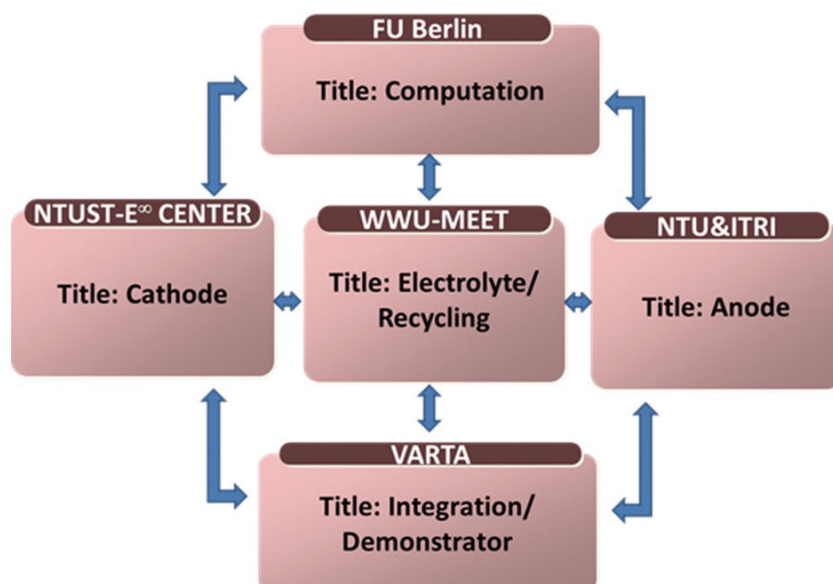 FU Berlin
Title: Computation
NTUST-E∞ CENTER
Title: Cathode
WWU-MEET
Title: Electrolyte/
Recycling
NTU&ITRI
Title: Anode
VARTA
Title: Integration/
Demonstrator